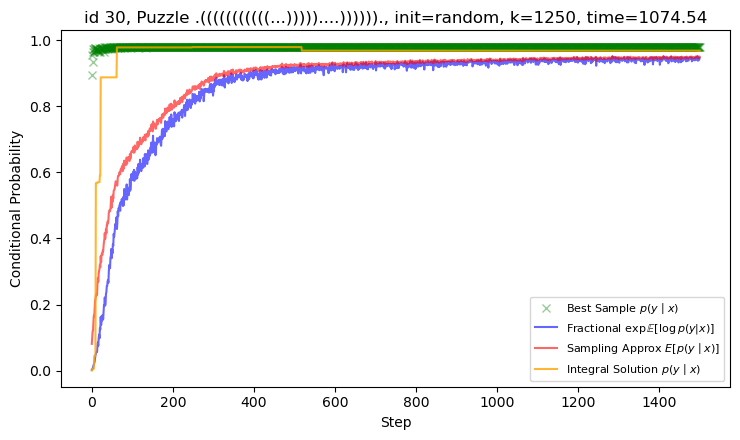 id 30, Puzzle .(((((((((((...)))))....))))))., init=random, k=1250, time=1074.54
1.0
0.8
0.6
0.4
0.2
0.0
Conditional Probability
0
200
400
600
800
1000
1200
1400
Step
Best Sample p(y | x)
Fractional exp 𝔼[log p(y|x)]
Sampling Approx E[p(y | x)]
Integral Solution p(y | x)